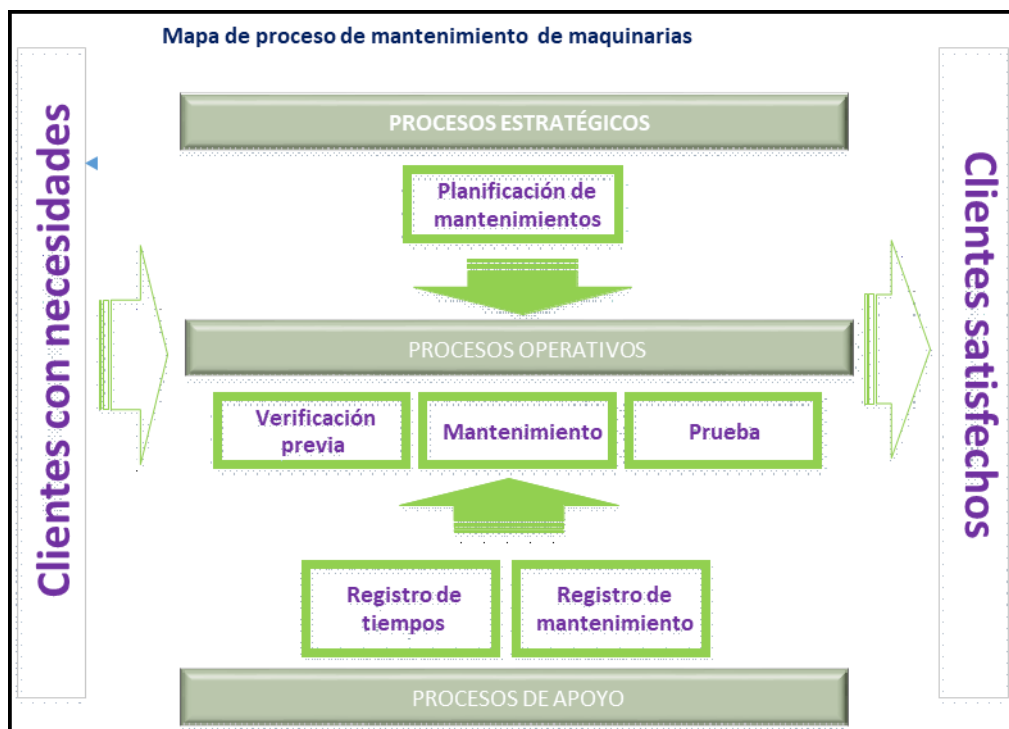 Mapa de proceso de mantenimiento de maquinarias
Clientes con necesidades
PROCESOS ESTRATÉGICOS
Planificación de
mantenimientos
PROCESOS OPERATIVOS
Verificación
previa
Mantenimiento
Prueba
Registro de
tiempos
Registro de
mantenimiento
PROCESOS DE APOYO
Clientes satisfechos